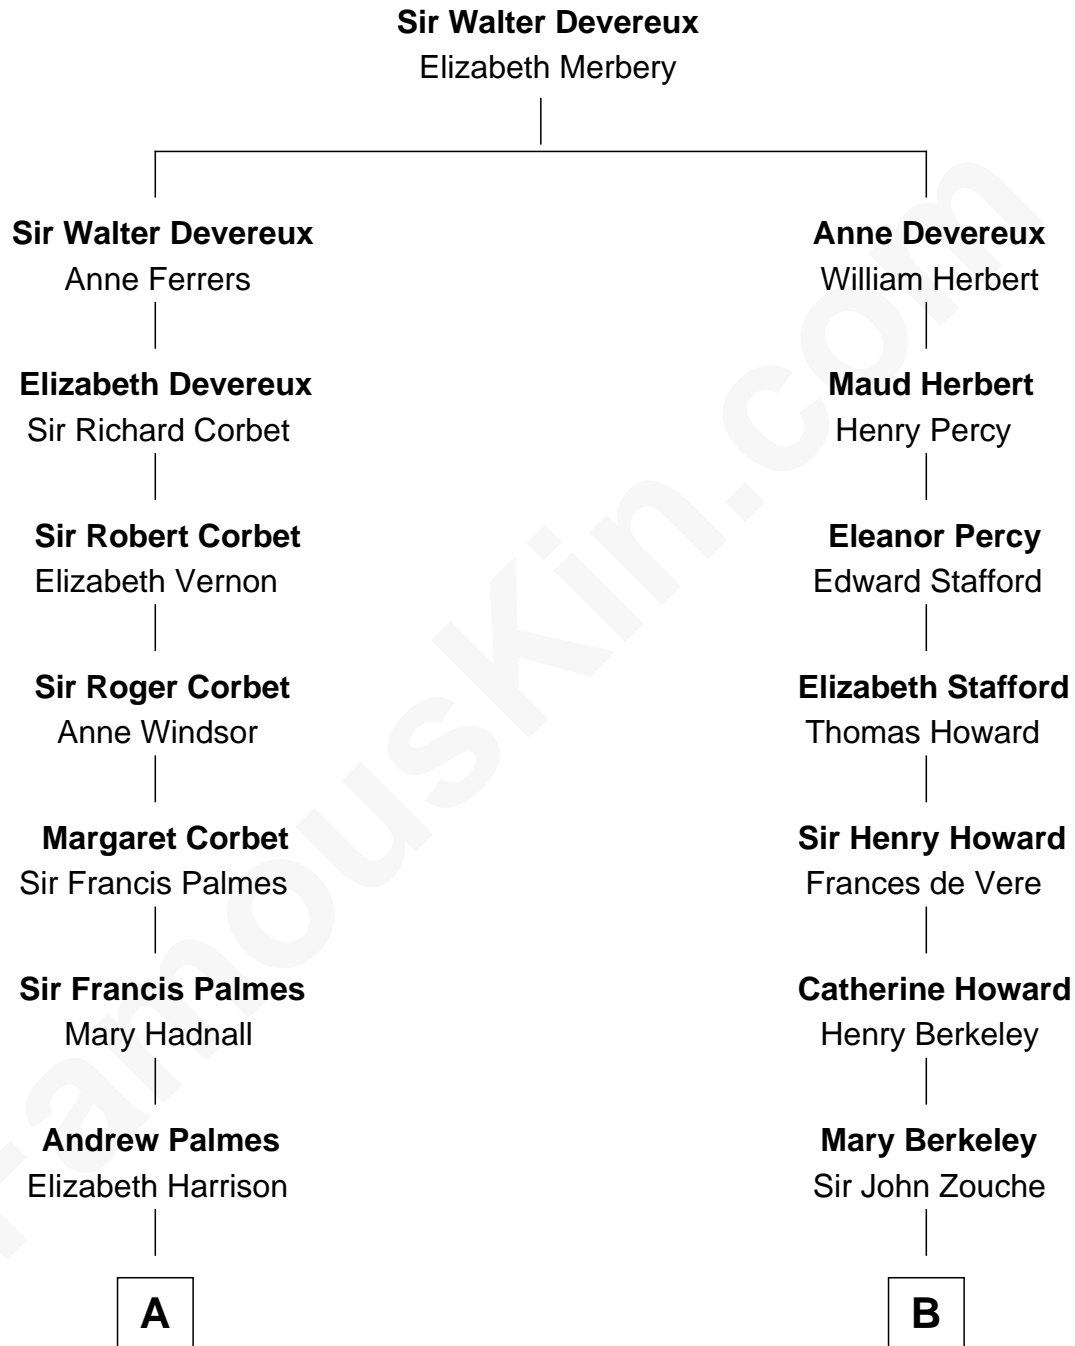 Sir Walter Devereux
Elizabeth Merbery
Sir Walter Devereux
Anne Ferrers
Anne Devereux
William Herbert
Elizabeth Devereux
Sir Richard Corbet
Maud Herbert
Henry Percy
Sir Robert Corbet
Elizabeth Vernon
Eleanor Percy
Edward Stafford
Sir Roger Corbet
Anne Windsor
Elizabeth Stafford
Thomas Howard
Margaret Corbet
Sir Francis Palmes
Sir Henry Howard
Frances de Vere
Sir Francis Palmes
Mary Hadnall
Catherine Howard
Henry Berkeley
Andrew Palmes
Elizabeth Harrison
Mary Berkeley
Sir John Zouche
A
B
FamousKin.com